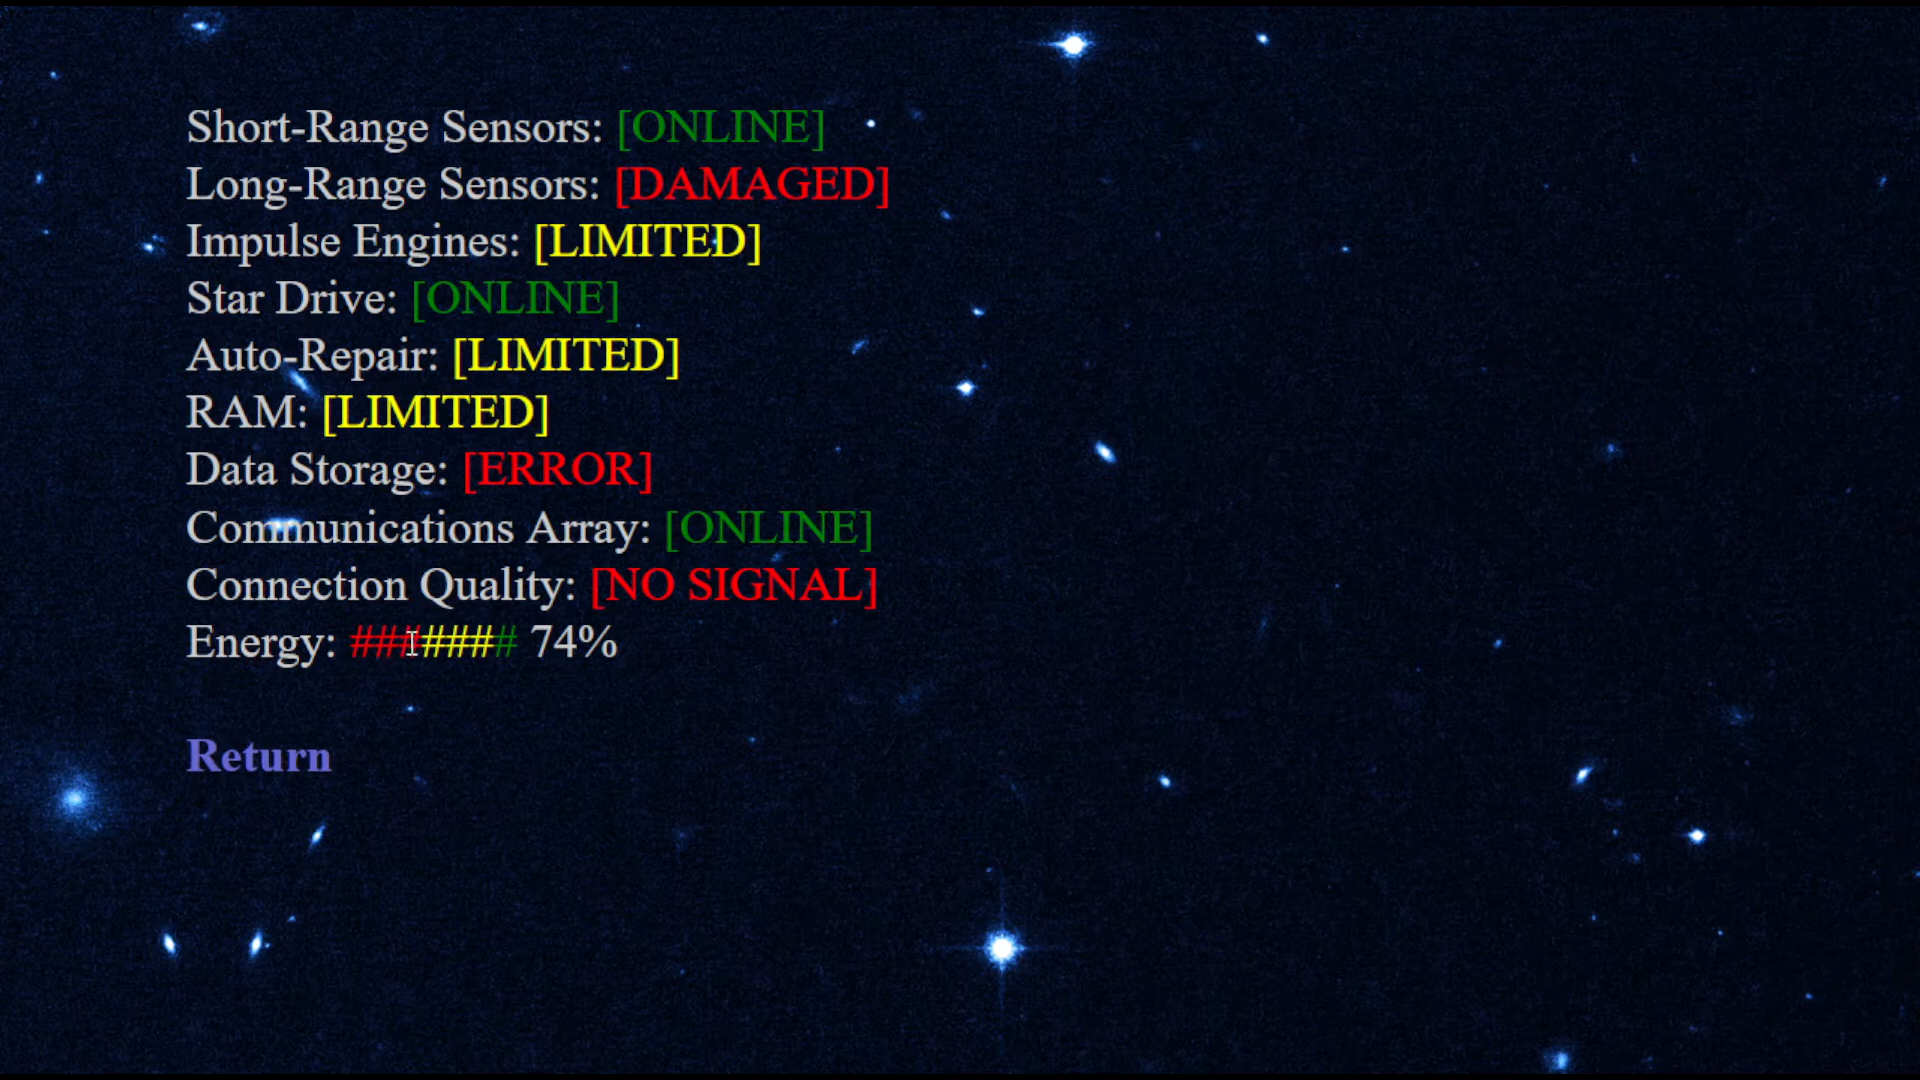 Short-Range Sensors: [ONLINE]
Long-Range Sensors: [DAMAGED]
Impulse Engines: [LIMITED]
Star Drive: [ONLINE]
Auto-Repair: [LIMITED]
RAM: [LIMITED]
Data Storage: [ERROR]
Communications Array: [ONLINE]
Connection Quality: [NO SIGNAL]
Energy: ####### 74%
Return